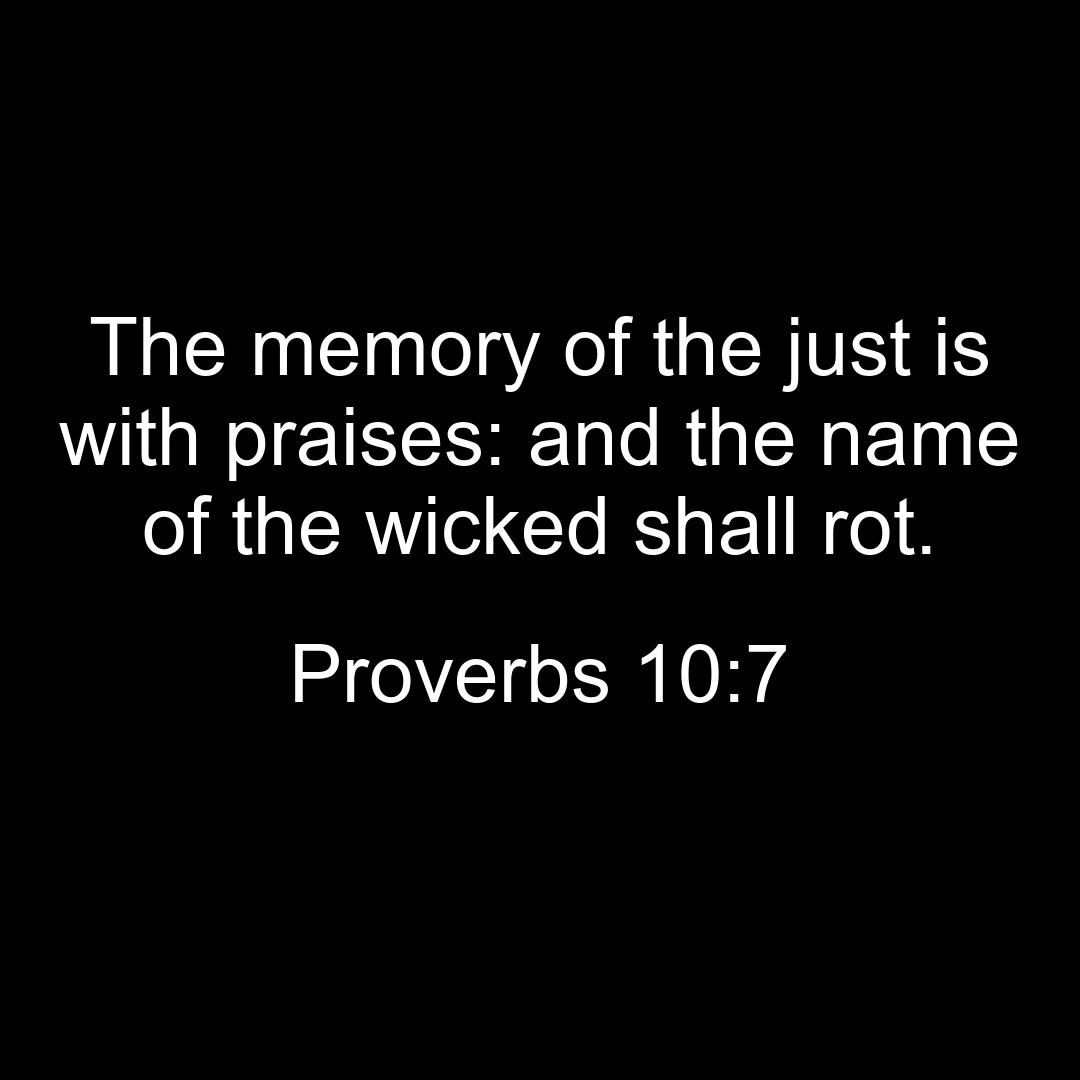 The memory of the just is
with praises: and the name
of the wicked shall rot.
Proverbs 10:7